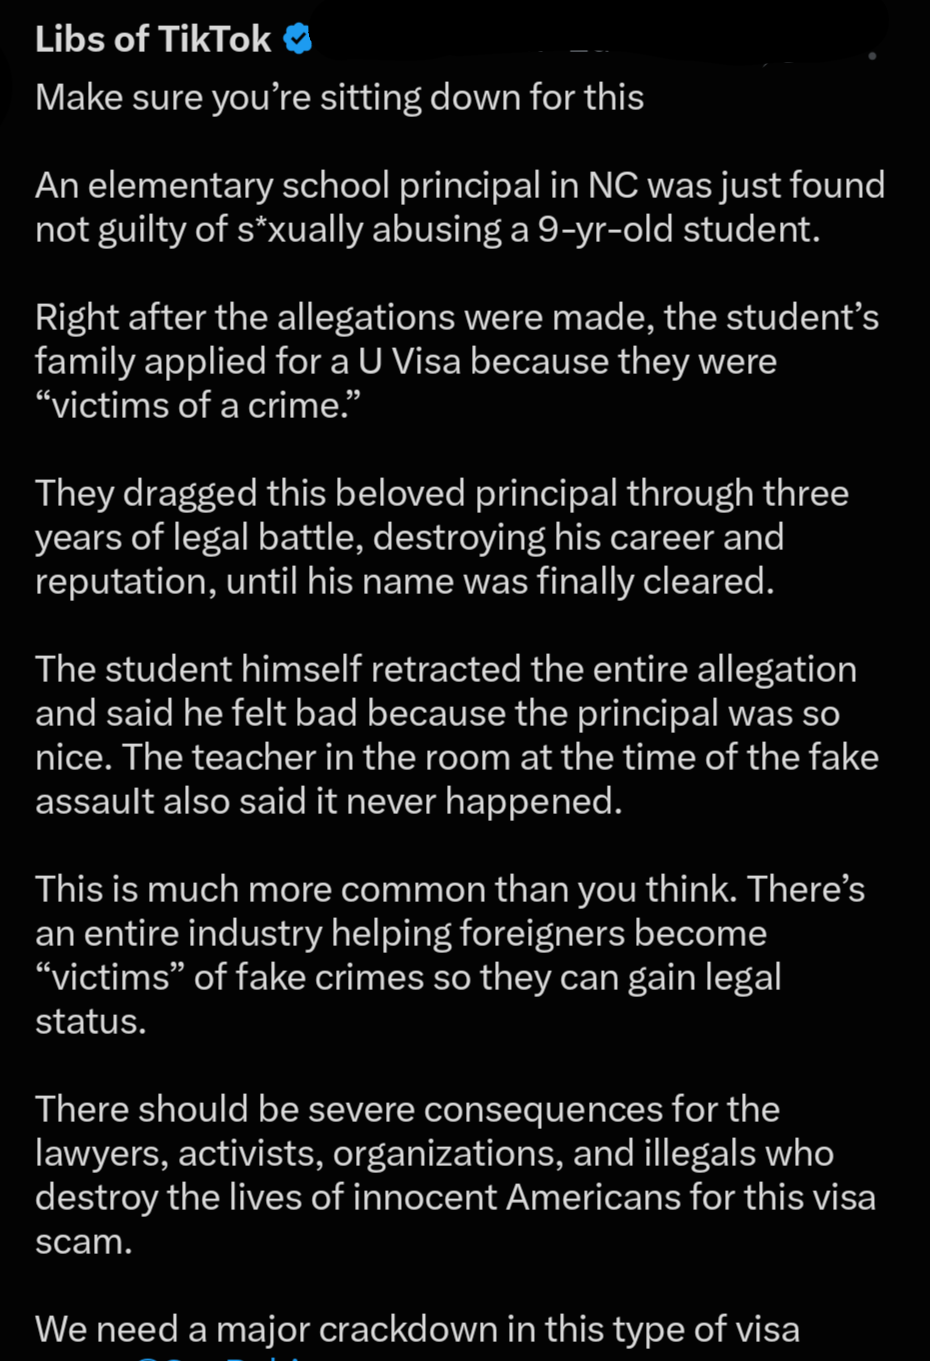 Libs of TikTok
Make sure you’re sitting down for this
An elementary school principal in NC was just found
not guilty of s*xually abusing a 9-yr-old student.
Right after the allegations were made, the student’s
family applied for a U Visa because they were
“victims of a crime.”
They dragged this beloved principal through three
years of legal battle, destroying his career and
reputation, until his name was finally cleared.
The student himself retracted the entire allegation
and said he felt bad because the principal was so
nice. The teacher in the room at the time of the fake
assault also said it never happened.
This is much more common than you think. There’s
an entire industry helping foreigners become
“victims” of fake crimes so they can gain legal
status.
There should be severe consequences for the
lawyers, activists, organizations, and illegals who
destroy the lives of innocent Americans for this visa
scam.
We need a major crackdown in this type of visa